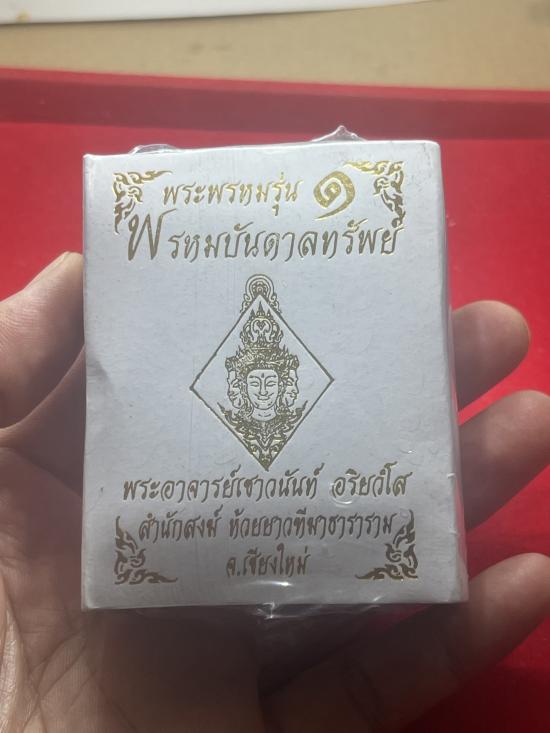 พระพรหมรุ่น ๑
พรหมบันดาลทรัพย์
พระอาจารย์เชาวนันท์ อริยวํโส
สำนักสงฆ์ ห้วยยาวทีฆาธาราราม
จ.เชียงใหม่